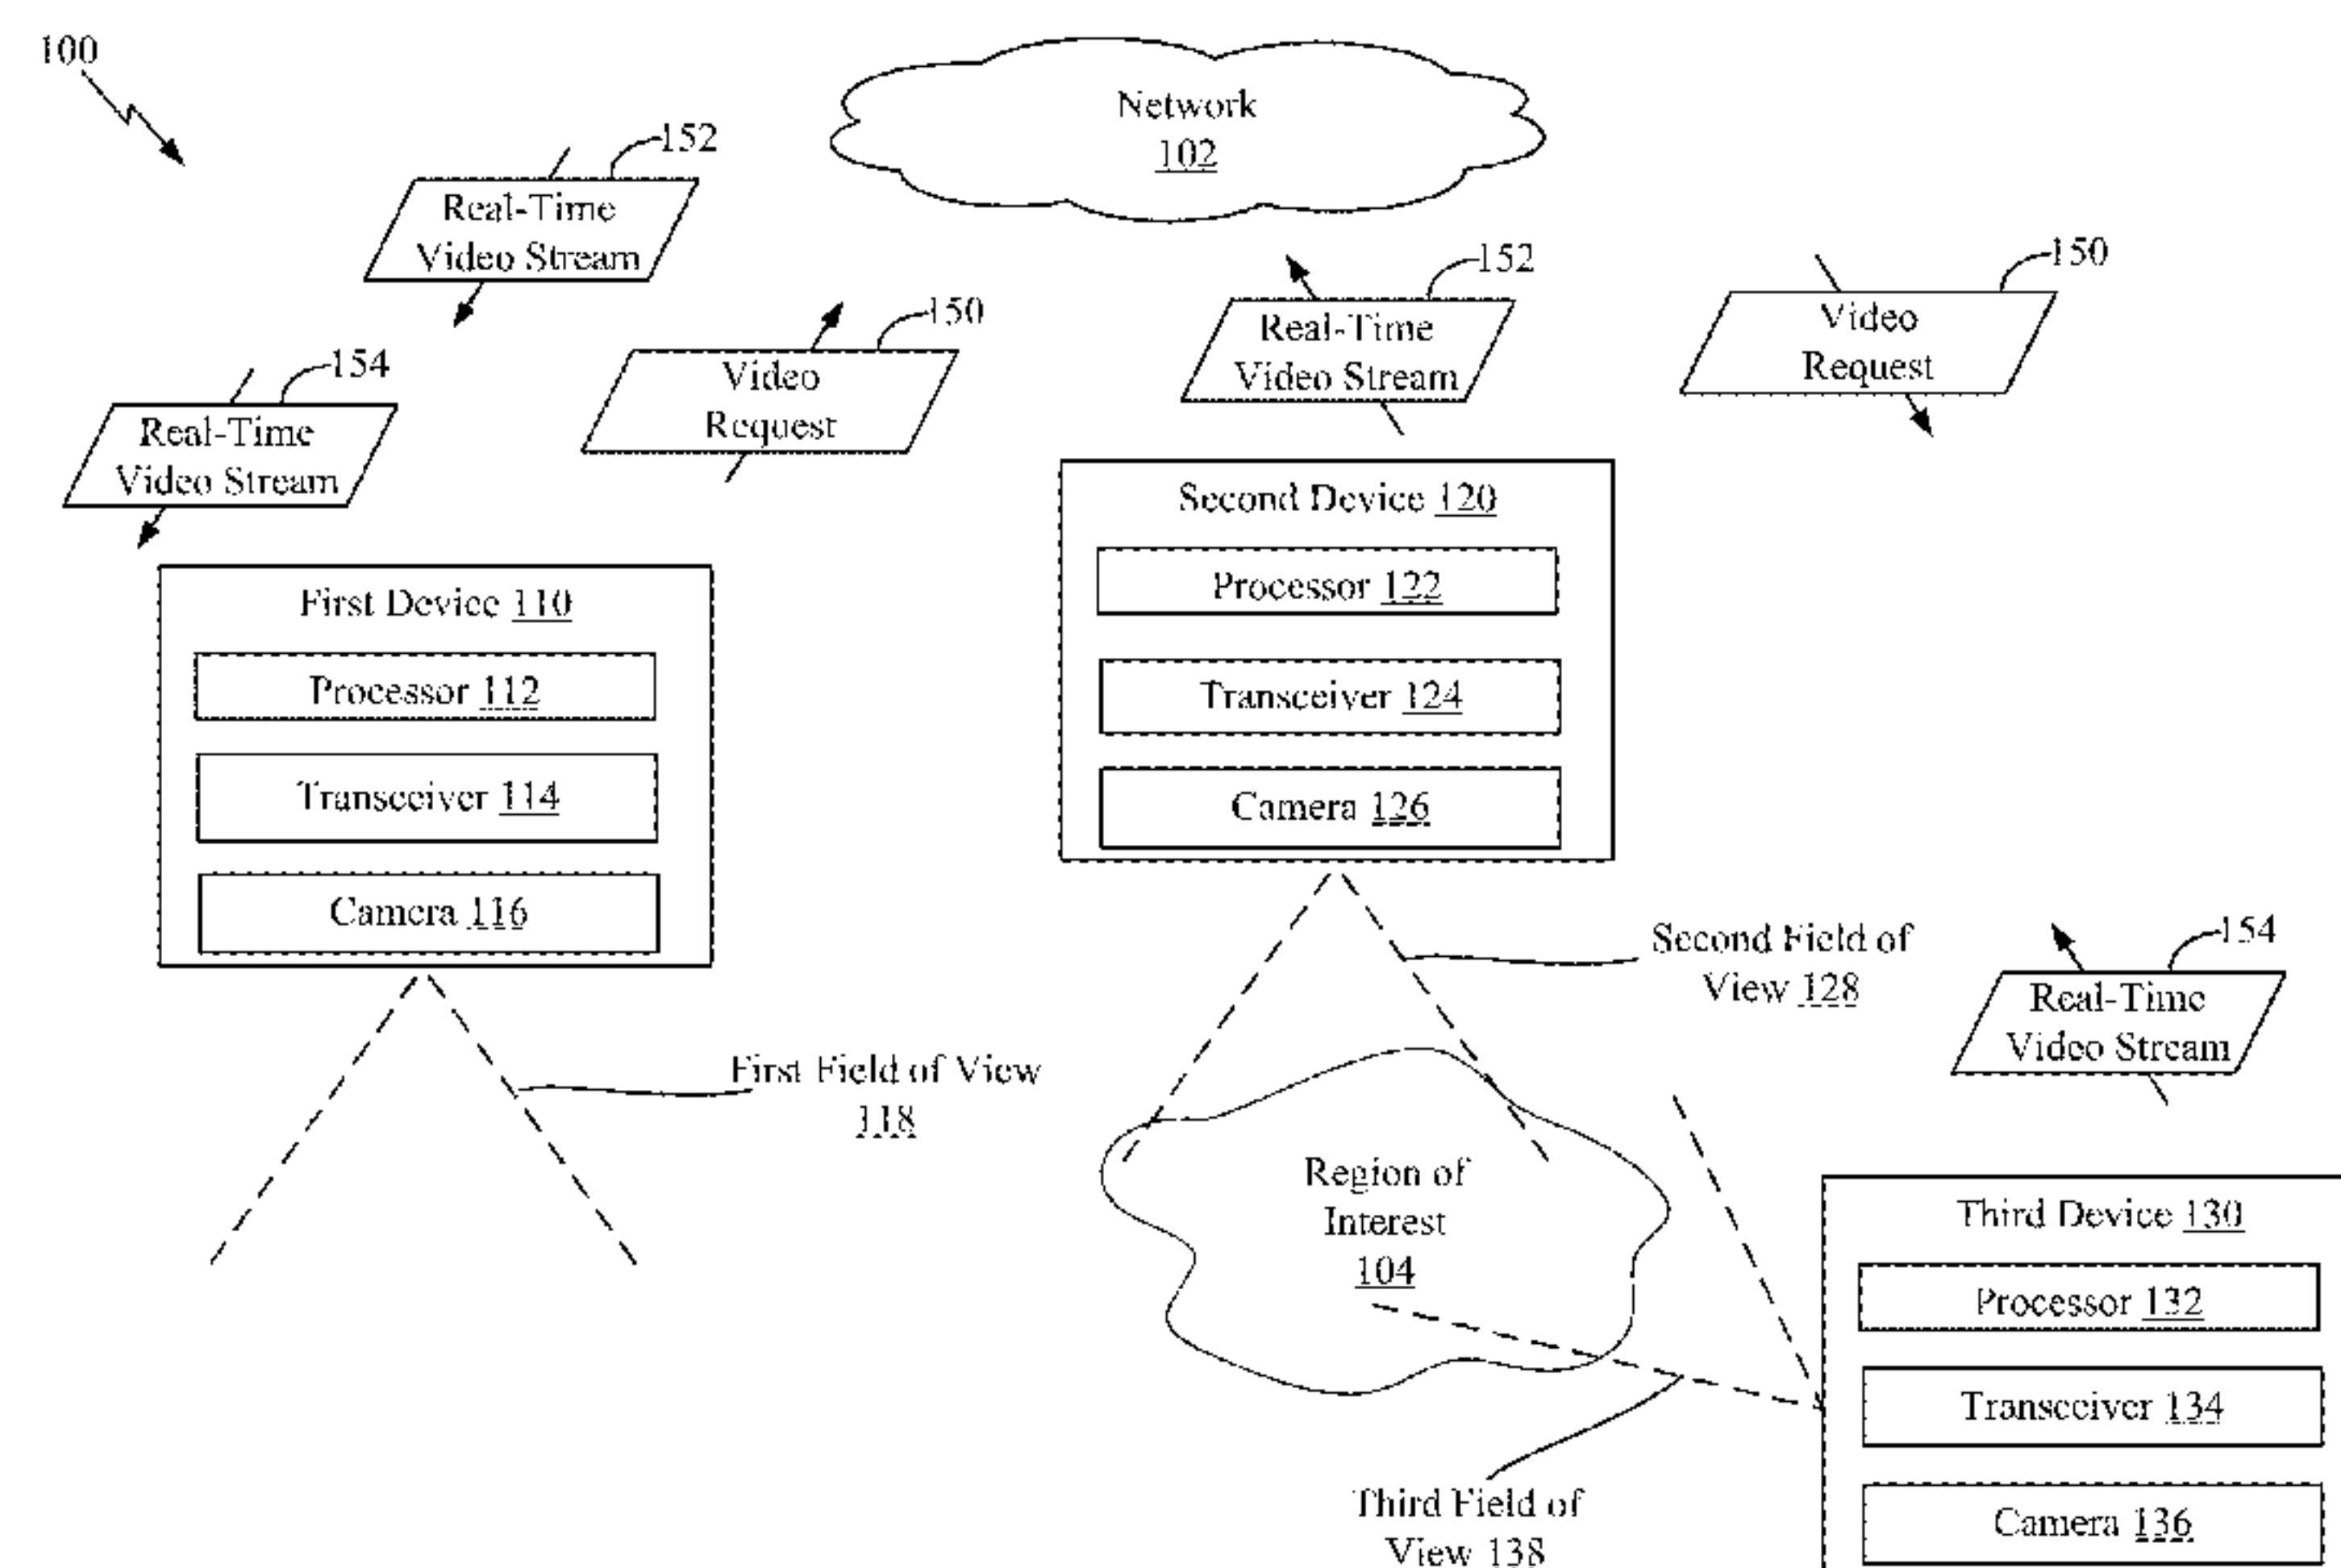 100
Network
102
152
Real-Time
Video Stream
152
Real-Time
Video Stream
150
Video
Request
150
Video
Request
154
Real-Time
Video Stream
Second Device 120
Processor 122
Transceiver 124
Camera 126
First Device 110
Processor 112
Transceiver 114
Camera 116
Second Field of
View 128
154
Real-Time
Video Stream
First Field of View
118
Region of
Interest
104
Third Device 130
Processor 132
Transceiver 134
Camera 136
Third Field of
View 138